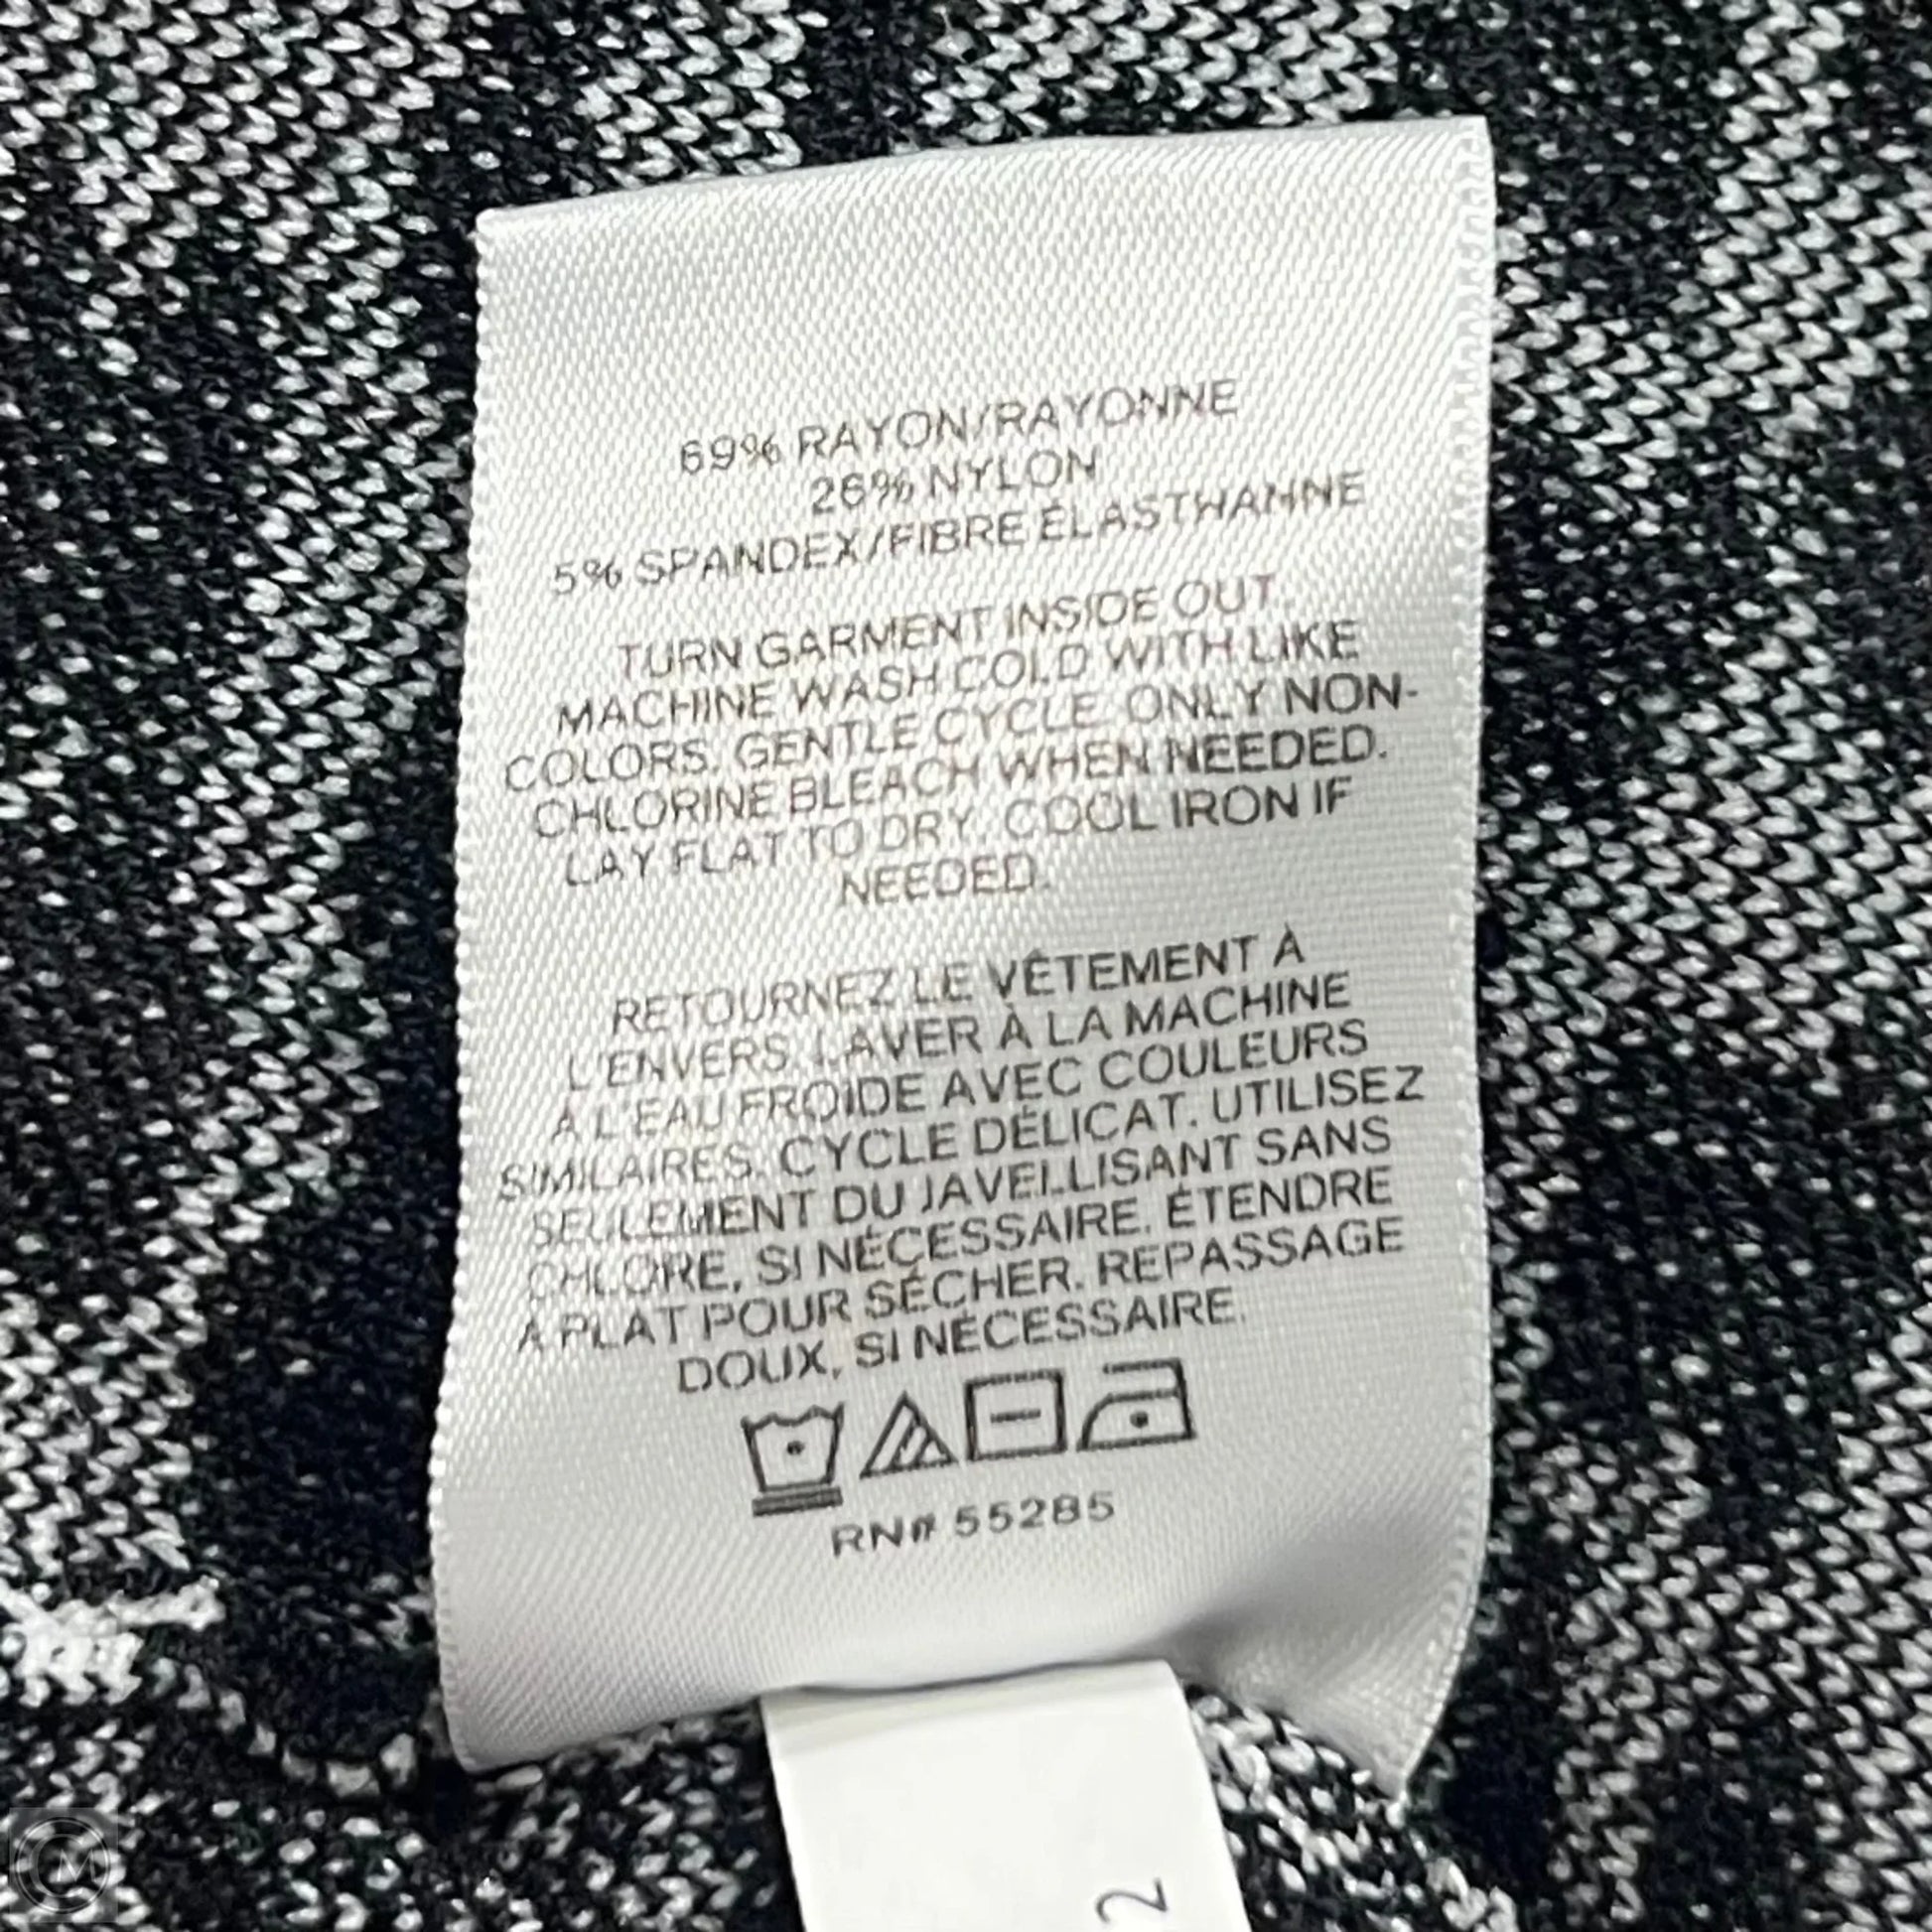 69% RAYON/RAYONNE
26% NYLON
5% SPANDEX/FIBRE ÉLASTHANNE
TURN GARMENT INSIDE OUT.
MACHINE WASH COLD WITH LIKE
COLORS. GENTLE CYCLE. ONLY NON-
CHLORINE BLEACH WHEN NEEDED.
LAY FLAT TO DRY. COOL IRON IF
NEEDED.
RETOURNEZ LE VÊTEMENT À
L'ENVERS. LAVER À LA MACHINE
À L'EAU FROIDE AVEC COULEURS
SIMILAIRES. CYCLE DÉLICAT. UTILISEZ
SEULEMENT DU JAVELLISANT SANS
CHLORE, SI NÉCESSAIRE. ÉTENDRE
À PLAT POUR SÉCHER. REPASSAGE
DOUX, SI NÉCESSAIRE.
RN# 55285
2
CM